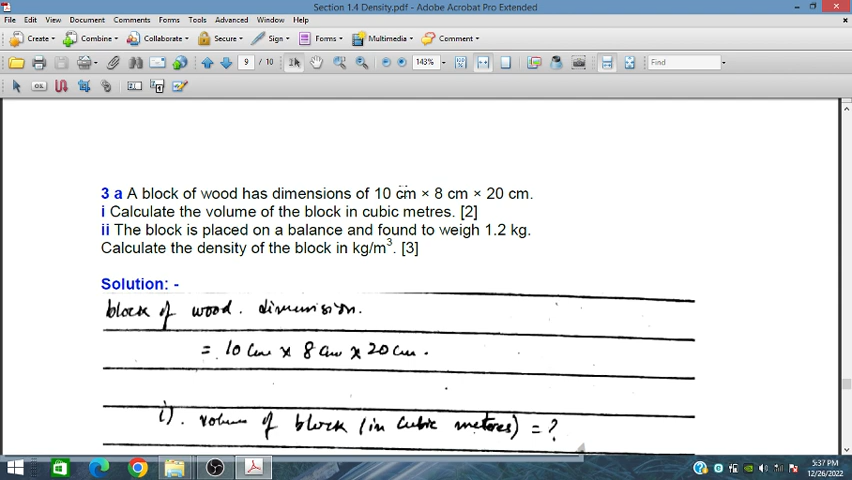 Section 1.4 Density.pdf - Adobe Acrobat Pro Extended
File Edit View Document Comments Forms Tools Advanced Window Help
Create Combine Collaborate Secure Sign Forms Multimedia Comment
9 / 10 143% Find
3 a A block of wood has dimensions of 10 cm × 8 cm × 20 cm.
i Calculate the volume of the block in cubic metres. [2]
ii The block is placed on a balance and found to weigh 1.2 kg.
Calculate the density of the block in kg/m³. [3]
Solution: -
block of wood. dimension.
= 10 cm × 8 cm × 20 cm.
i). volume of block (in cubic metres) = ?
5:37 PM
12/26/2022